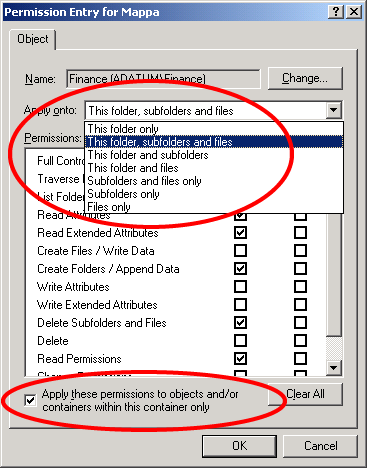 Permission Entry for Mappa
Object
Name: Finance (ADATUM\Finance) Change...
Apply onto: This folder, subfolders and files
This folder only
Permissions: This folder, subfolders and files
This folder and subfolders
Full Contro This folder and files
Traverse Subfolders and files only
List Folder Subfolders only
Files only
Read Attributes
Read Extended Attributes
Create Files / Write Data
Create Folders / Append Data
Write Attributes
Write Extended Attributes
Delete Subfolders and Files
Delete
Read Permissions
Change Permissions
Apply these permissions to objects and/or
containers within this container only
Clear All
OK Cancel